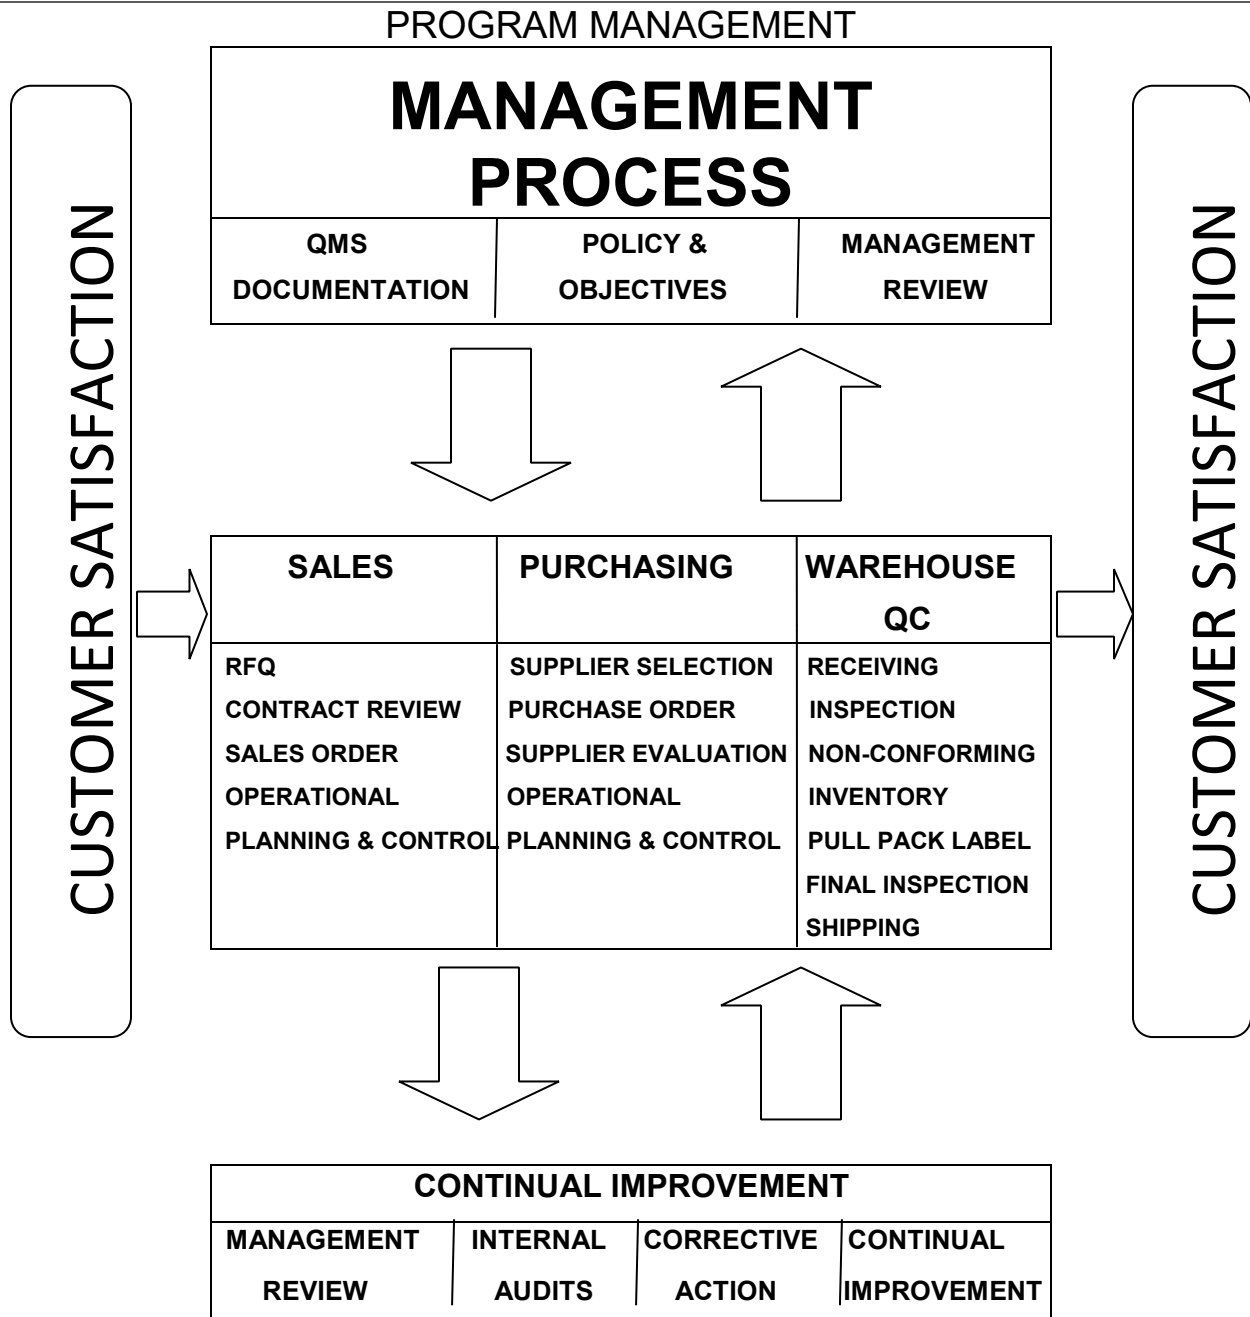 PROGRAM MANAGEMENT
MANAGEMENT
PROCESS
QMS
DOCUMENTATION
POLICY &
OBJECTIVES
MANAGEMENT
REVIEW
CUSTOMER SATISFACTION
SALES
RFQ
CONTRACT REVIEW
SALES ORDER
OPERATIONAL
PLANNING & CONTROL
PURCHASING
SUPPLIER SELECTION
PURCHASE ORDER
SUPPLIER EVALUATION
OPERATIONAL
PLANNING & CONTROL
WAREHOUSE
QC
RECEIVING
INSPECTION
NON-CONFORMING
INVENTORY
PULL PACK LABEL
FINAL INSPECTION
SHIPPING
CUSTOMER SATISFACTION
CONTINUAL IMPROVEMENT
MANAGEMENT
REVIEW
INTERNAL
AUDITS
CORRECTIVE
ACTION
CONTINUAL
IMPROVEMENT